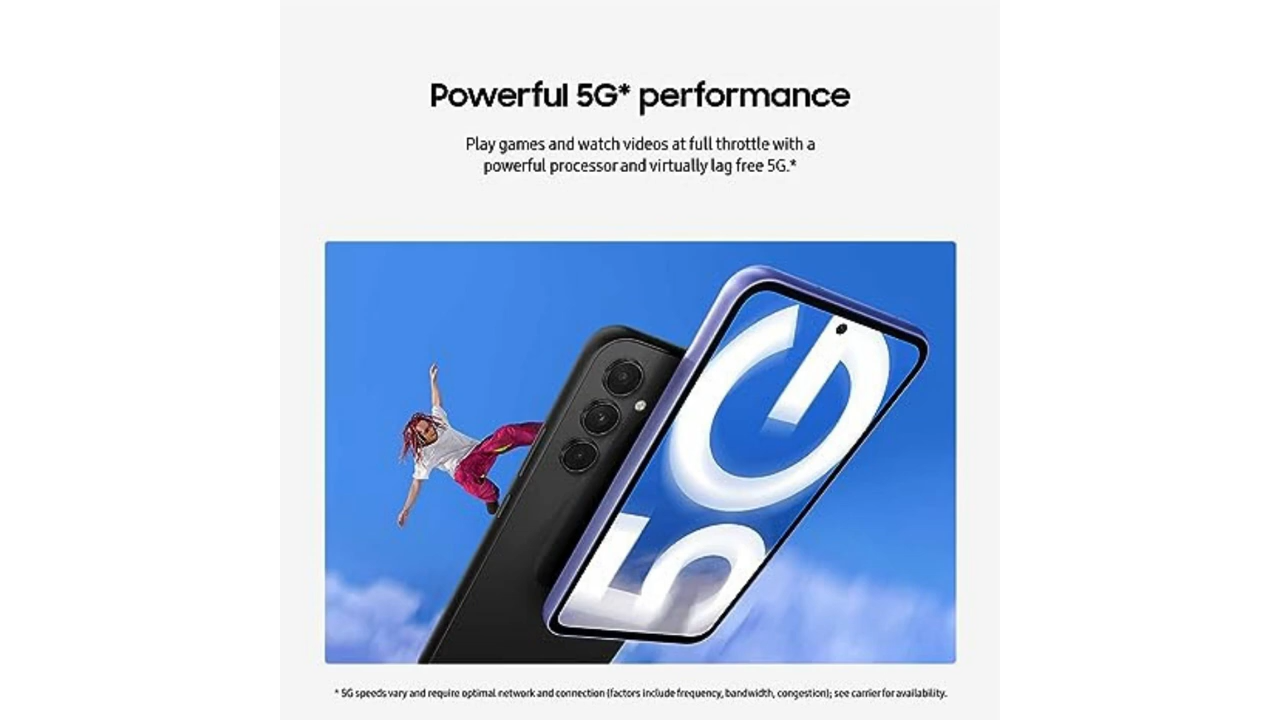 Powerful 5G* performance
Play games and watch videos at full throttle with a
powerful processor and virtually lag free 5G.*
5G
* 5G speeds vary and require optimal network and connection (factors include frequency, bandwidth, congestion); see carrier for availability.